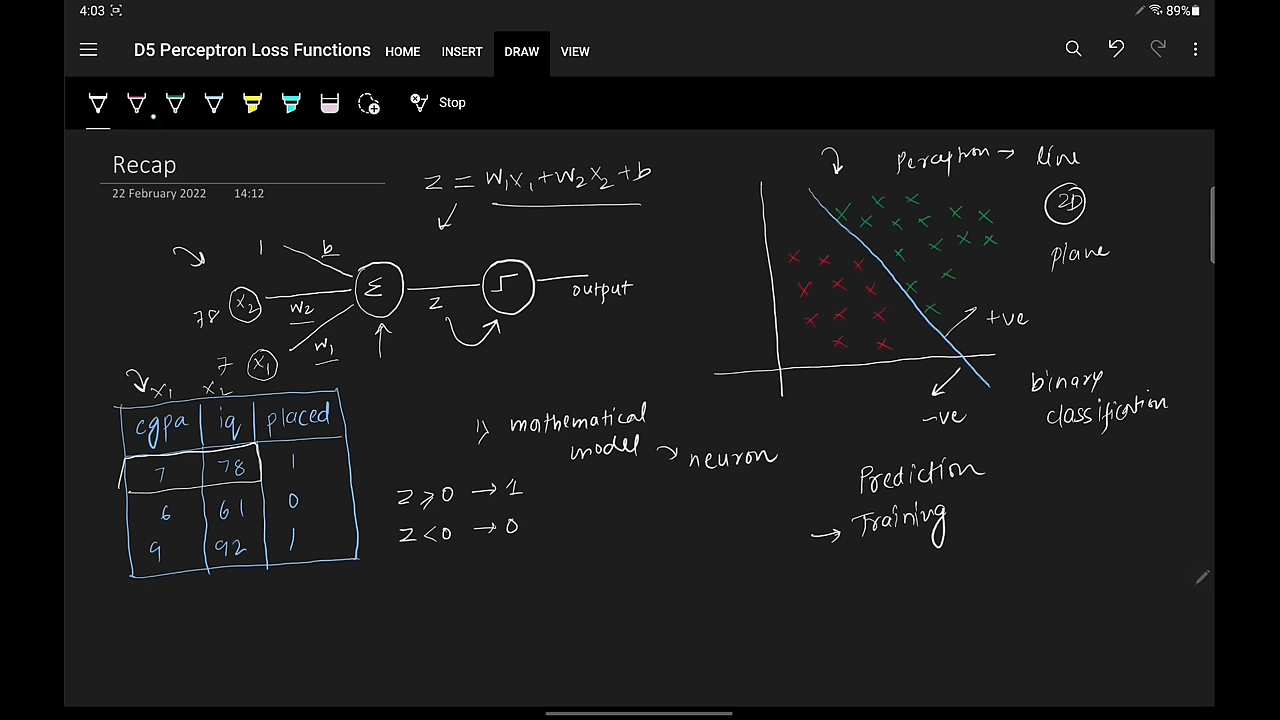 4:03
89%
D5 Perceptron Loss Functions HOME INSERT DRAW VIEW
Stop
Recap
22 February 2022 14:12
z = w₁x₁+w₂x₂+b
1 b
78 x₂ w₂ Σ z output
7 x₁ w₁
x₁ x₂
cgpa iq placed
7 78 1
6 61 0
9 92 1
1) mathematical
model → neuron
z ≥ 0 → 1
z < 0 → 0
Perceptron → line
2D
plane
+ve
-ve
binary
classification
Prediction
→ Training